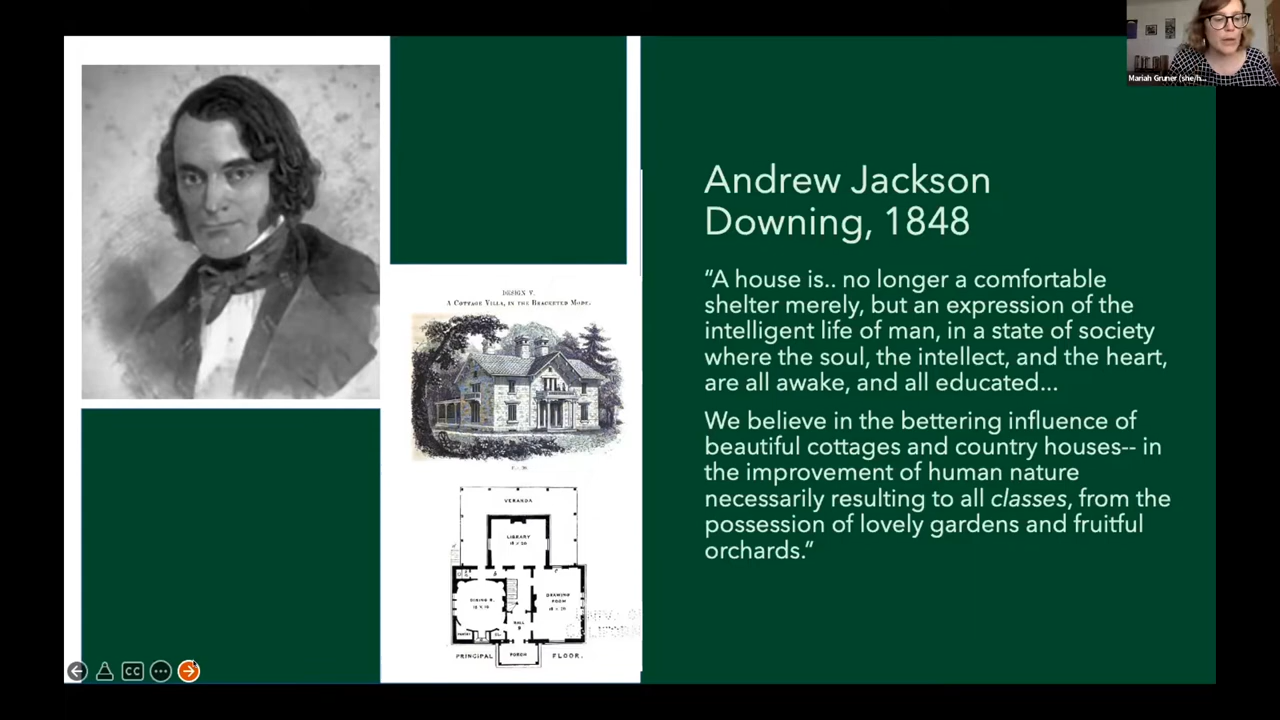 Mariah Gruner (she/h...
Andrew Jackson
Downing, 1848
“A house is.. no longer a comfortable
shelter merely, but an expression of the
intelligent life of man, in a state of society
where the soul, the intellect, and the heart,
are all awake, and all educated...
We believe in the bettering influence of
beautiful cottages and country houses-- in
the improvement of human nature
necessarily resulting to all classes, from the
possession of lovely gardens and fruitful
orchards.”
DESIGN V.
A COTTAGE VILLA, IN THE BRACKETED MODE.
VERANDA
LIBRARY
DINING R.
DRAWING
ROOM
HALL
PORCH
PRINCIPAL FLOOR.
CC